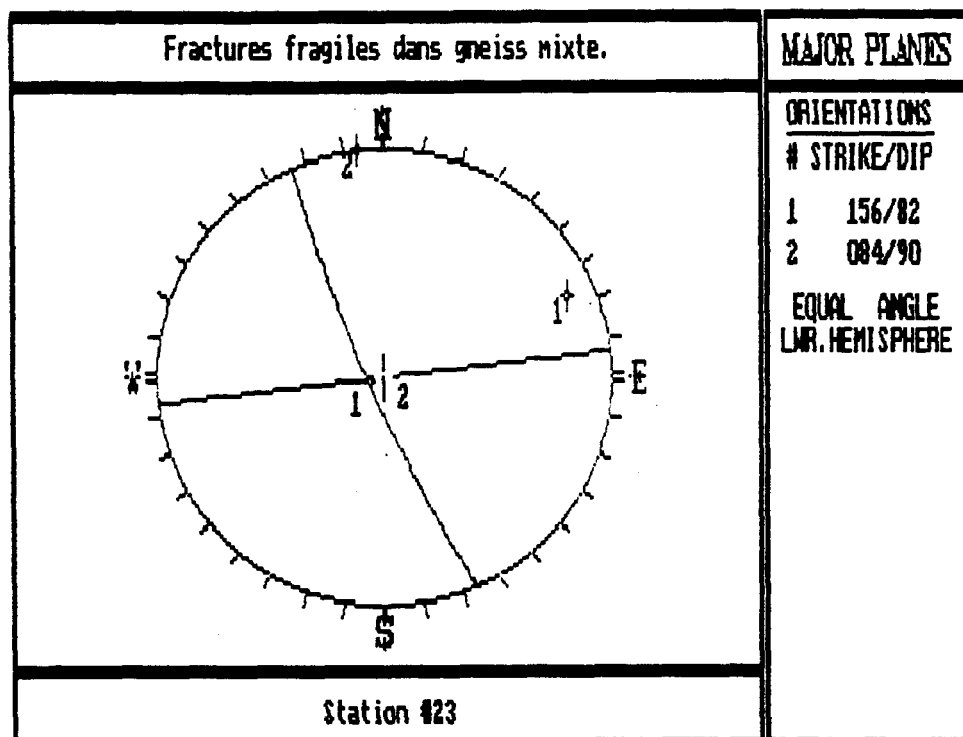 Fractures fragiles dans gneiss mixte.
MAJOR PLANES
ORIENTATIONS
# STRIKE/DIP
1 156/82
2 084/90
EQUAL ANGLE
LWR.HEMISPHERE
N
2
1
W
E
1
2
S
Station #23